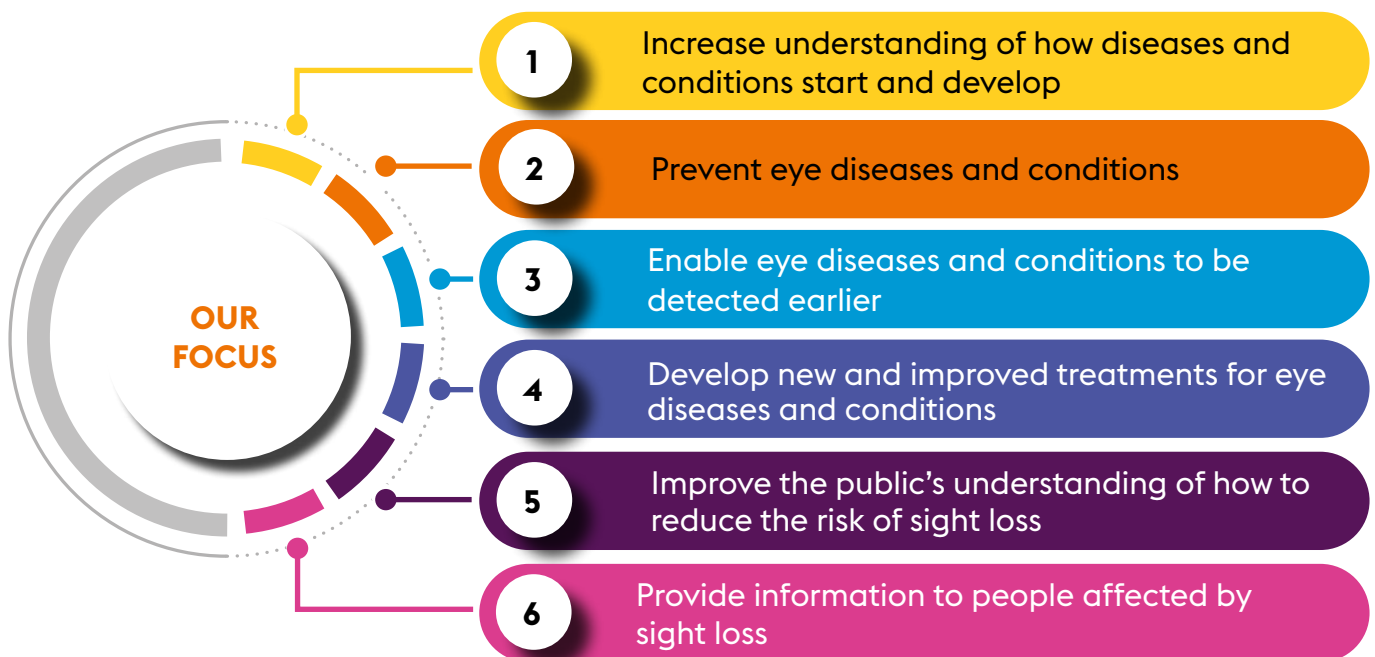 OUR
FOCUS
1
Increase understanding of how diseases and
conditions start and develop
2
Prevent eye diseases and conditions
3
Enable eye diseases and conditions to be
detected earlier
4
Develop new and improved treatments for eye
diseases and conditions
5
Improve the public’s understanding of how to
reduce the risk of sight loss
6
Provide information to people affected by
sight loss